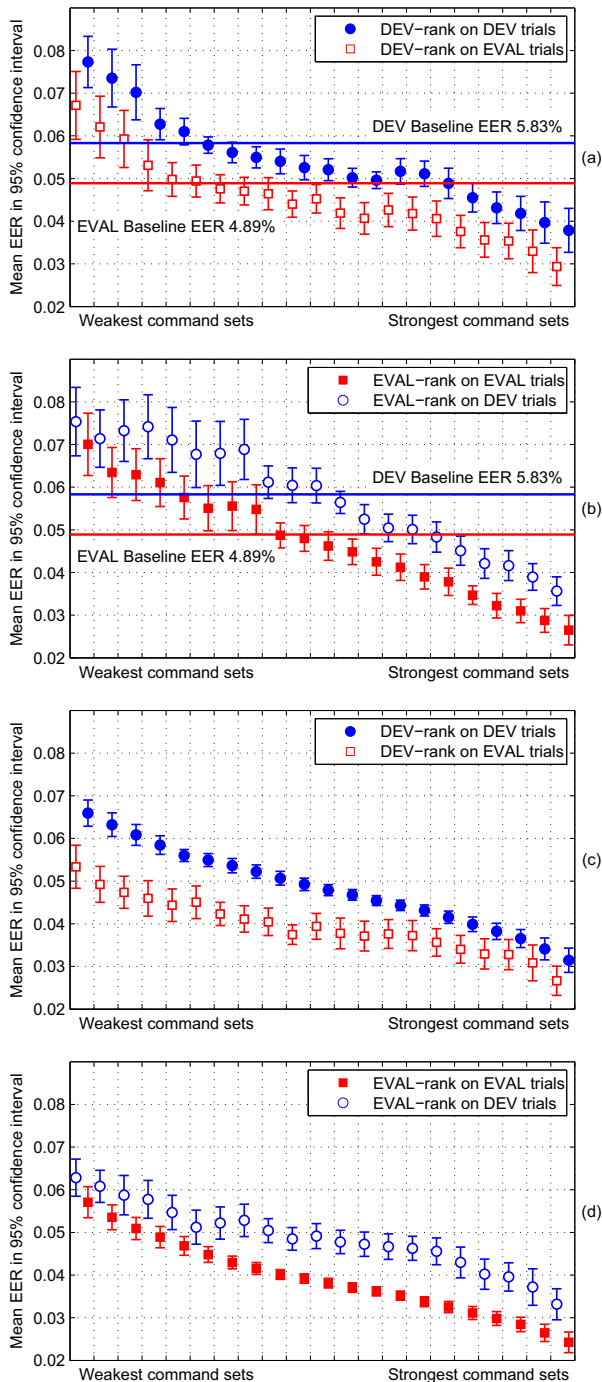 DEV−rank on DEV trials
DEV−rank on EVAL trials
0.08
0.07
0.06
0.05
0.04
0.03
0.02
Mean EER in 95% confidence interval
DEV Baseline EER 5.83%
EVAL Baseline EER 4.89%
(a)
Weakest command sets
Strongest command sets
EVAL−rank on EVAL trials
EVAL−rank on DEV trials
0.08
0.07
0.06
0.05
0.04
0.03
0.02
Mean EER in 95% confidence interval
DEV Baseline EER 5.83%
EVAL Baseline EER 4.89%
(b)
Weakest command sets
Strongest command sets
DEV−rank on DEV trials
DEV−rank on EVAL trials
0.08
0.07
0.06
0.05
0.04
0.03
0.02
Mean EER in 95% confidence interval
(c)
Weakest command sets
Strongest command sets
EVAL−rank on EVAL trials
EVAL−rank on DEV trials
0.08
0.07
0.06
0.05
0.04
0.03
0.02
Mean EER in 95% confidence interval
(d)
Weakest command sets
Strongest command sets